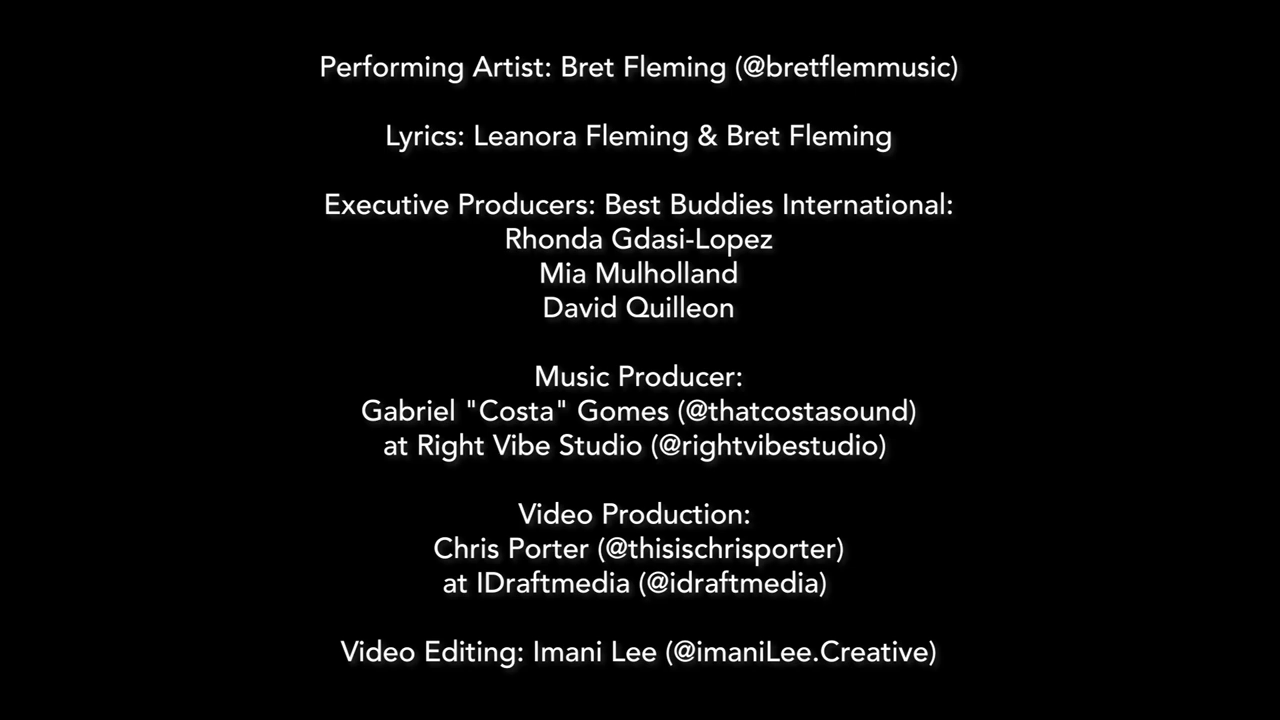 Performing Artist: Bret Fleming (@bretflemmusic)
Lyrics: Leanora Fleming & Bret Fleming
Executive Producers: Best Buddies International:
Rhonda Gdasi-Lopez
Mia Mulholland
David Quilleon
Music Producer:
Gabriel "Costa" Gomes (@thatcostasound)
at Right Vibe Studio (@rightvibestudio)
Video Production:
Chris Porter (@thisischrisporter)
at IDraftmedia (@idraftmedia)
Video Editing: Imani Lee (@imaniLee.Creative)